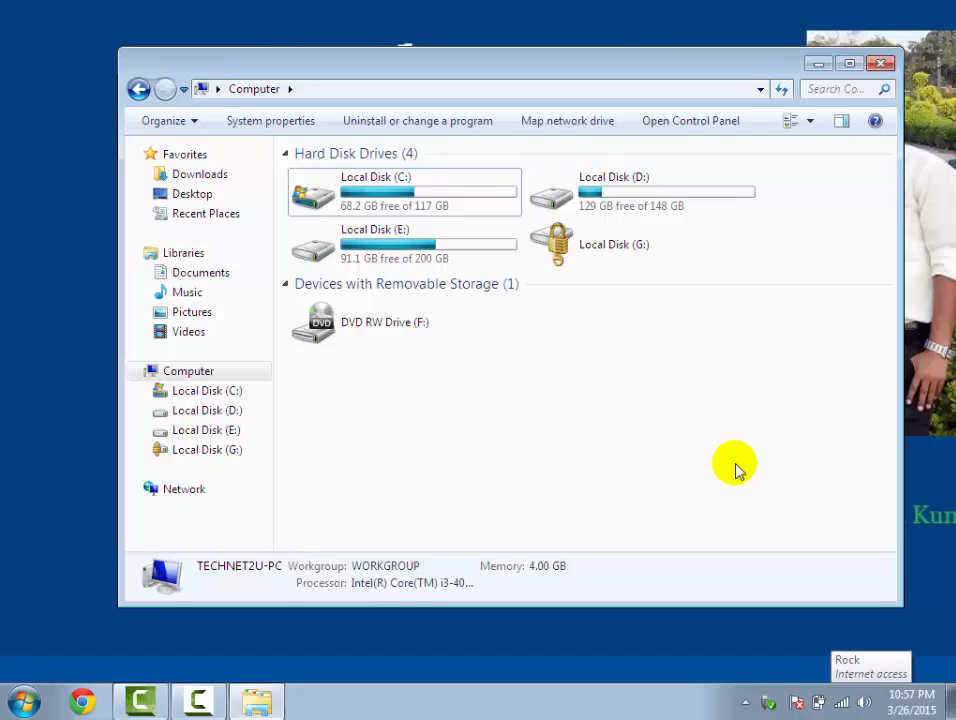 Computer
Search Co...
Organize
System properties
Uninstall or change a program
Map network drive
Open Control Panel
Favorites
Downloads
Desktop
Recent Places
Libraries
Documents
Music
Pictures
Videos
Computer
Local Disk (C:)
Local Disk (D:)
Local Disk (E:)
Local Disk (G:)
Network
Hard Disk Drives (4)
Local Disk (C:)
68.2 GB free of 117 GB
Local Disk (D:)
129 GB free of 148 GB
Local Disk (E:)
91.1 GB free of 200 GB
Local Disk (G:)
Devices with Removable Storage (1)
DVD
DVD RW Drive (F:)
TECHNET2U-PC Workgroup: WORKGROUP Memory: 4.00 GB
Processor: Intel(R) Core(TM) i3-40...
Kun
Rock
Internet access
10:57 PM
3/26/2015